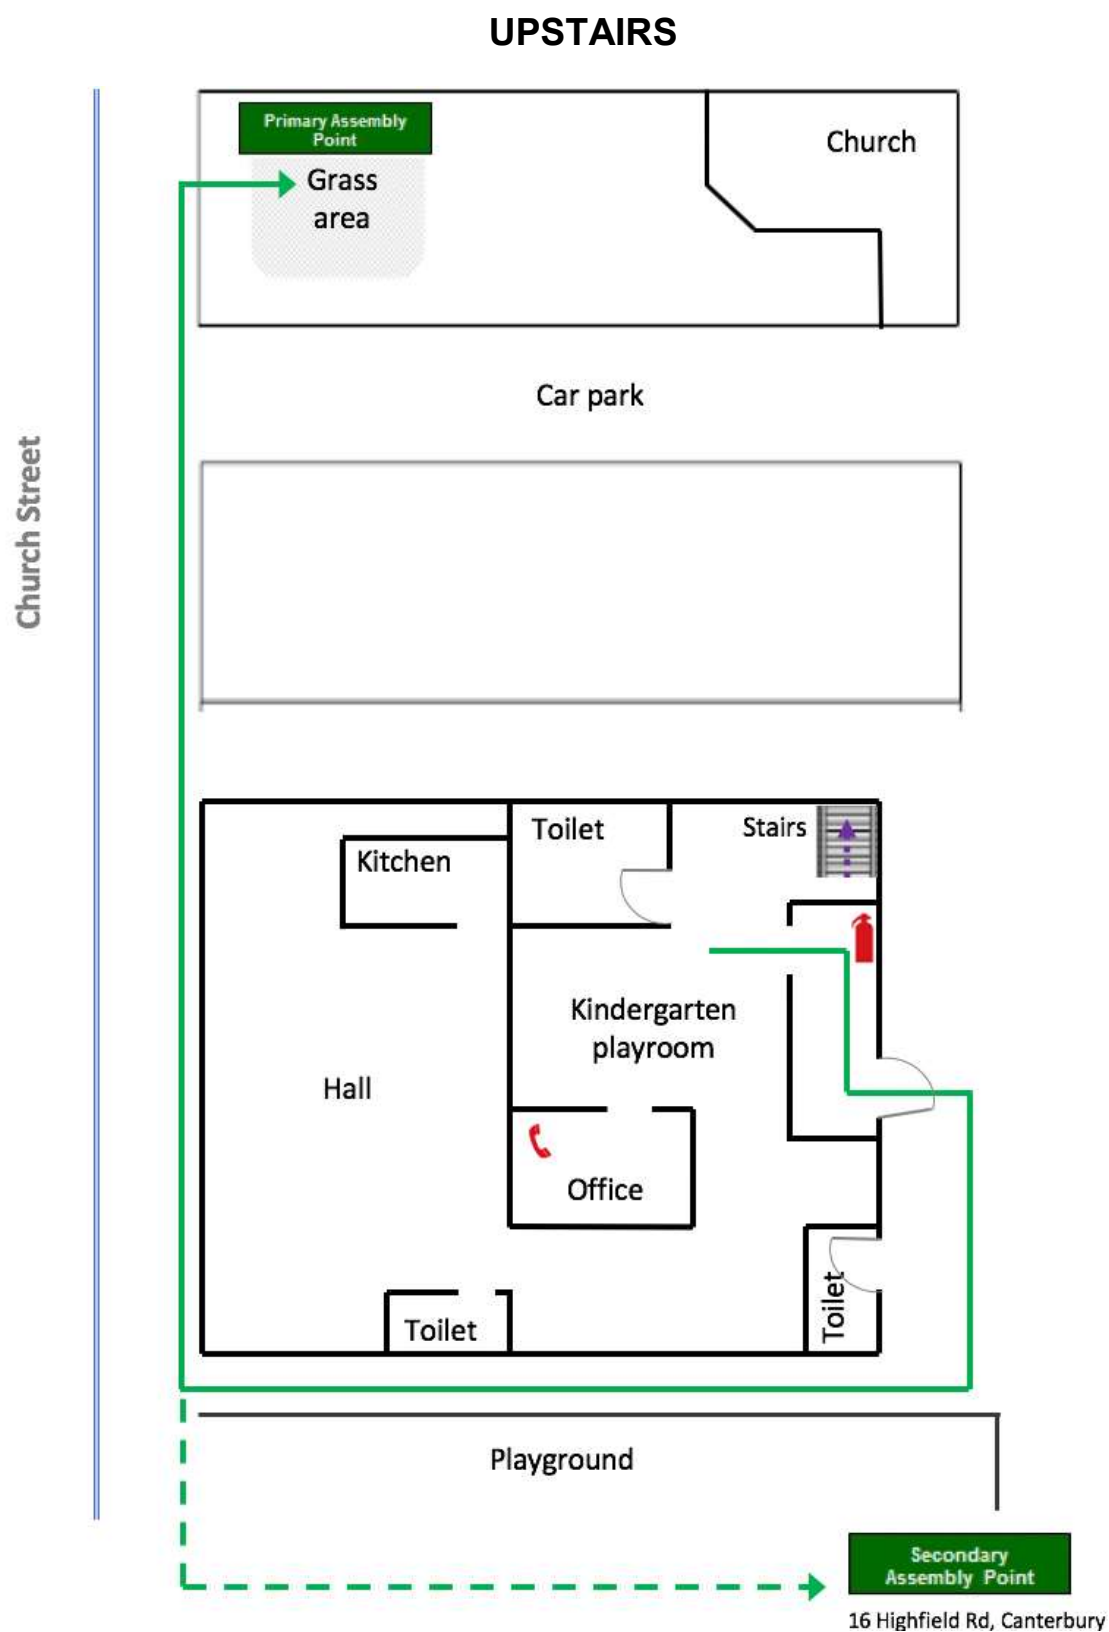 UPSTAIRS
Primary Assembly
Point
Grass
area
Church
Car park
Church Street
Toilet
Stairs
Kitchen
Kindergarten
playroom
Hall
Office
Toilet
Toilet
Playground
Secondary
Assembly Point
16 Highfield Rd, Canterbury